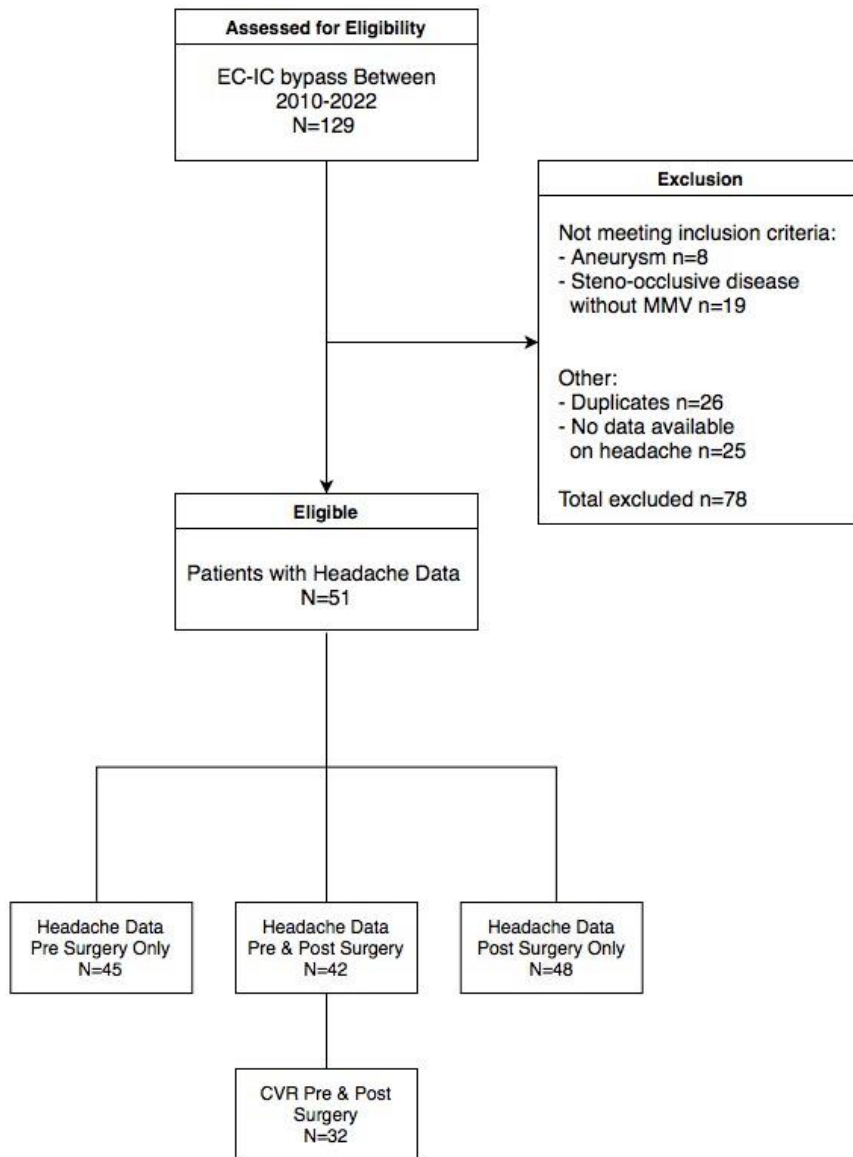 Assessed for Eligibility
EC-IC bypass Between
2010-2022
N=129
Exclusion
Not meeting inclusion criteria:
- Aneurysm n=8
- Steno-occlusive disease
without MMV n=19
Other:
- Duplicates n=26
- No data available
on headache n=25
Total excluded n=78
Eligible
Patients with Headache Data
N=51
Headache Data
Pre Surgery Only
N=45
Headache Data
Pre & Post Surgery
N=42
Headache Data
Post Surgery Only
N=48
CVR Pre & Post
Surgery
N=32